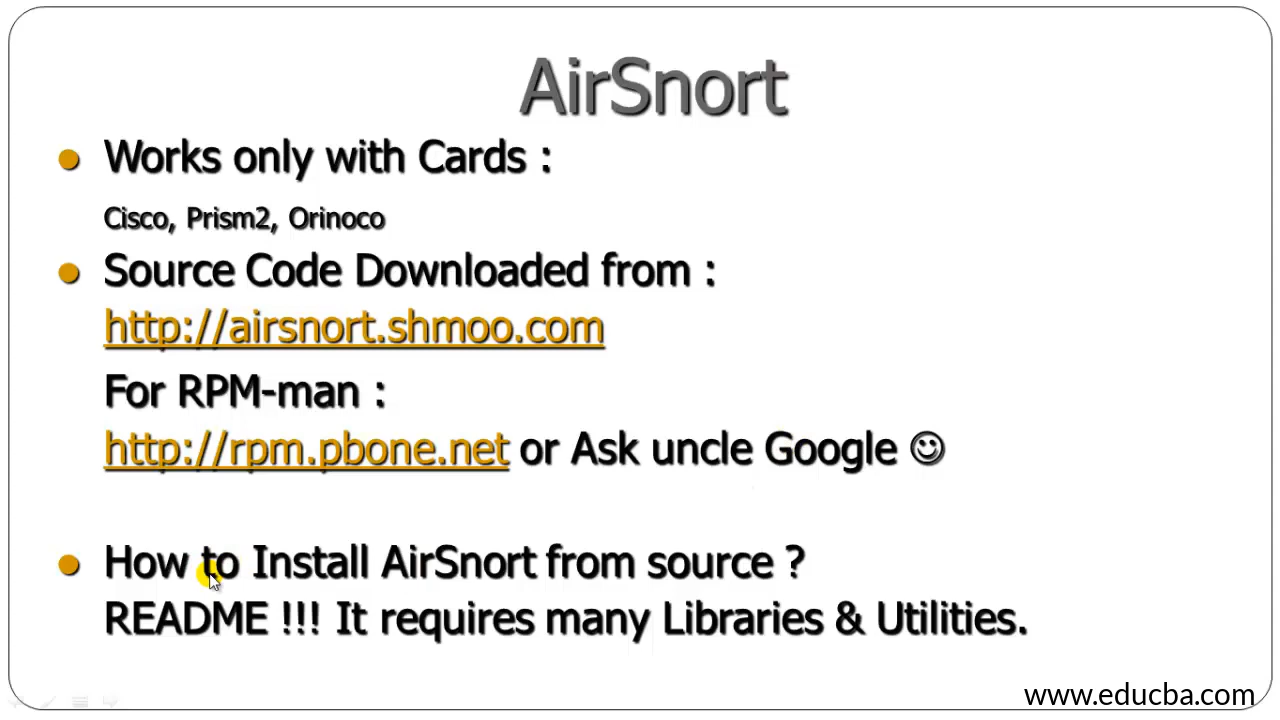 AirSnort
Works only with Cards :
Cisco, Prism2, Orinoco
Source Code Downloaded from :
http://airsnort.shmoo.com
For RPM-man :
http://rpm.pbone.net or Ask uncle Google ☺
How to Install AirSnort from source ?
README !!! It requires many Libraries & Utilities.
www.educba.com